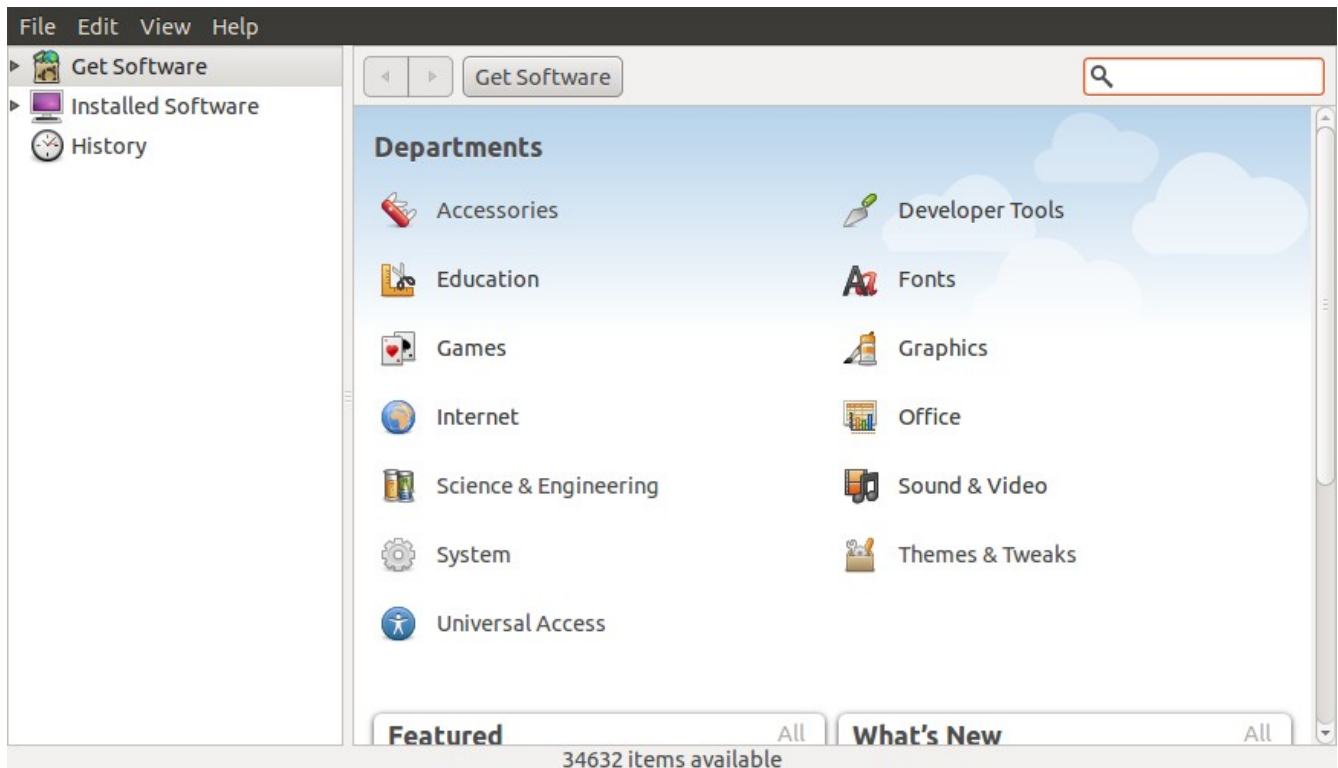 File Edit View Help
Get Software
Installed Software
History
Get Software
Departments
Accessories
Developer Tools
Education
Fonts
Games
Graphics
Internet
Office
Science & Engineering
Sound & Video
System
Themes & Tweaks
Universal Access
Featured All
What's New All
34632 items available